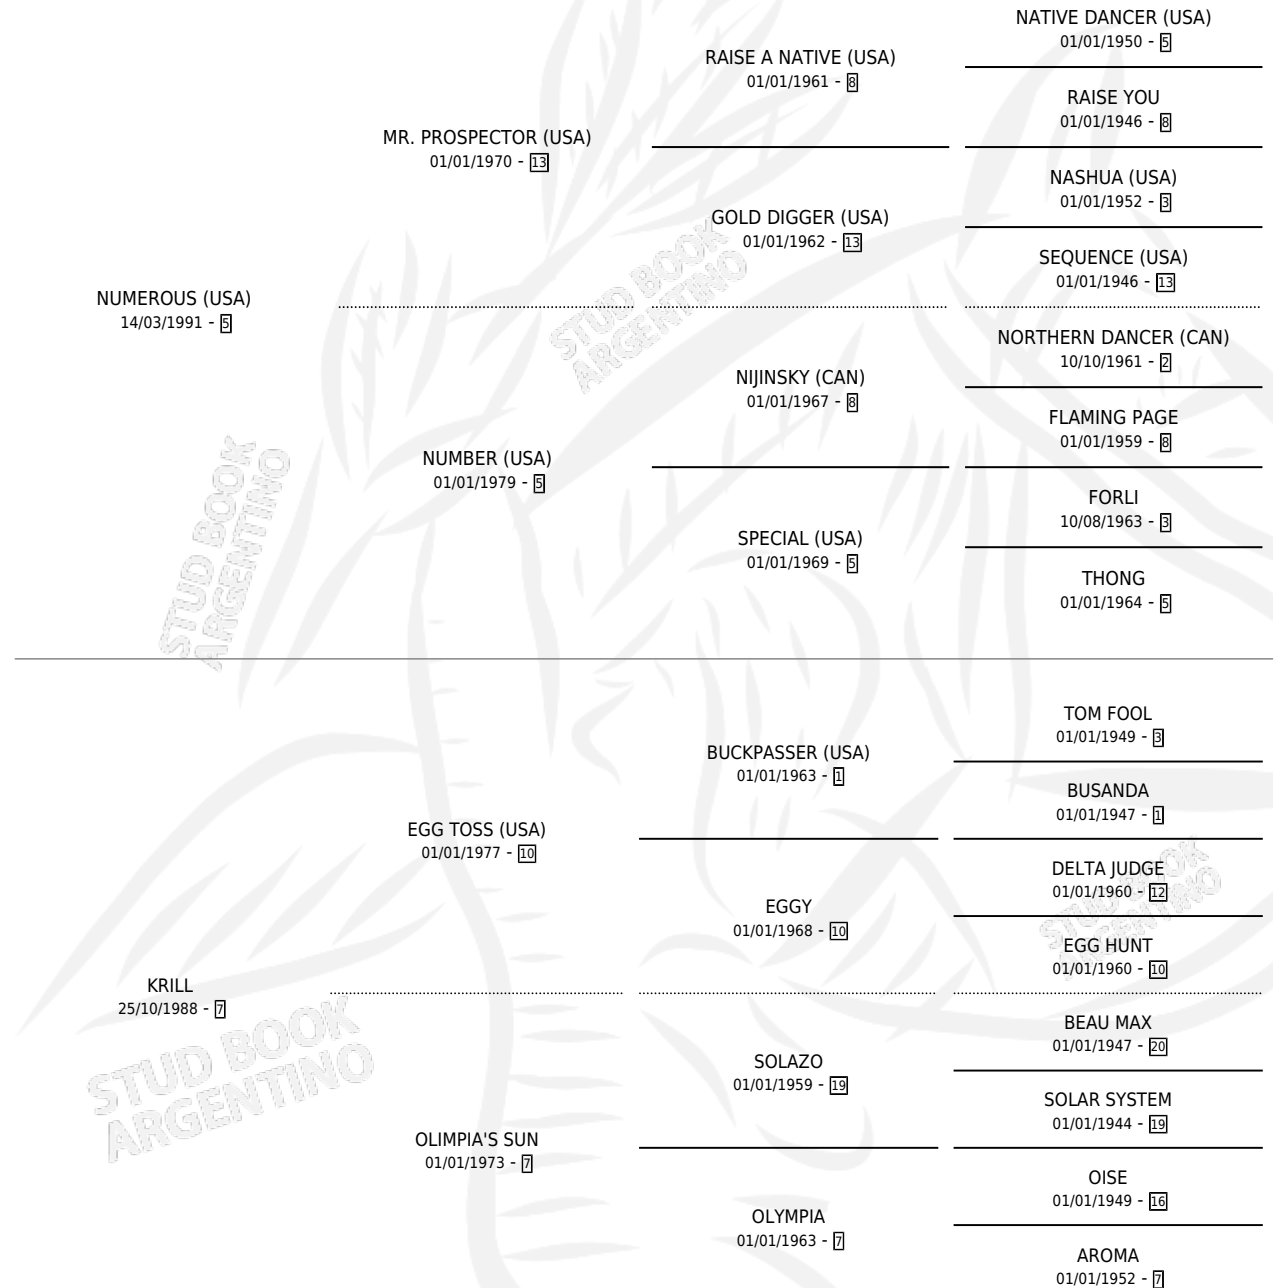 NATIVE DANCER (USA)
01/01/1950 - 5
RAISE A NATIVE (USA)
01/01/1961 - 8
RAISE YOU
01/01/1946 - 8
MR. PROSPECTOR (USA)
01/01/1970 - 13
NASHUA (USA)
01/01/1952 - 3
GOLD DIGGER (USA)
01/01/1962 - 13
SEQUENCE (USA)
01/01/1946 - 13
NUMEROUS (USA)
14/03/1991 - 5
NORTHERN DANCER (CAN)
10/10/1961 - 2
NIJINSKY (CAN)
01/01/1967 - 8
FLAMING PAGE
01/01/1959 - 8
NUMBER (USA)
01/01/1979 - 5
FORLI
10/08/1963 - 3
SPECIAL (USA)
01/01/1969 - 5
THONG
01/01/1964 - 5
STUD BOOK
ARGENTINO
STUD BOOK
ARGENTINO
TOM FOOL
01/01/1949 - 3
BUCKPASSER (USA)
01/01/1963 - 1
BUSANDA
01/01/1947 - 1
EGG TOSS (USA)
01/01/1977 - 10
DELTA JUDGE
01/01/1960 - 12
EGGY
01/01/1968 - 10
EGG HUNT
01/01/1960 - 10
KRILL
25/10/1988 - 7
BEAU MAX
01/01/1947 - 20
SOLAZO
01/01/1959 - 19
SOLAR SYSTEM
01/01/1944 - 19
OLIMPIA'S SUN
01/01/1973 - 7
OISE
01/01/1949 - 16
OLYMPIA
01/01/1963 - 7
AROMA
01/01/1952 - 7
STUD BOOK
ARGENTINO
STUD BOOK
ARGENTINO